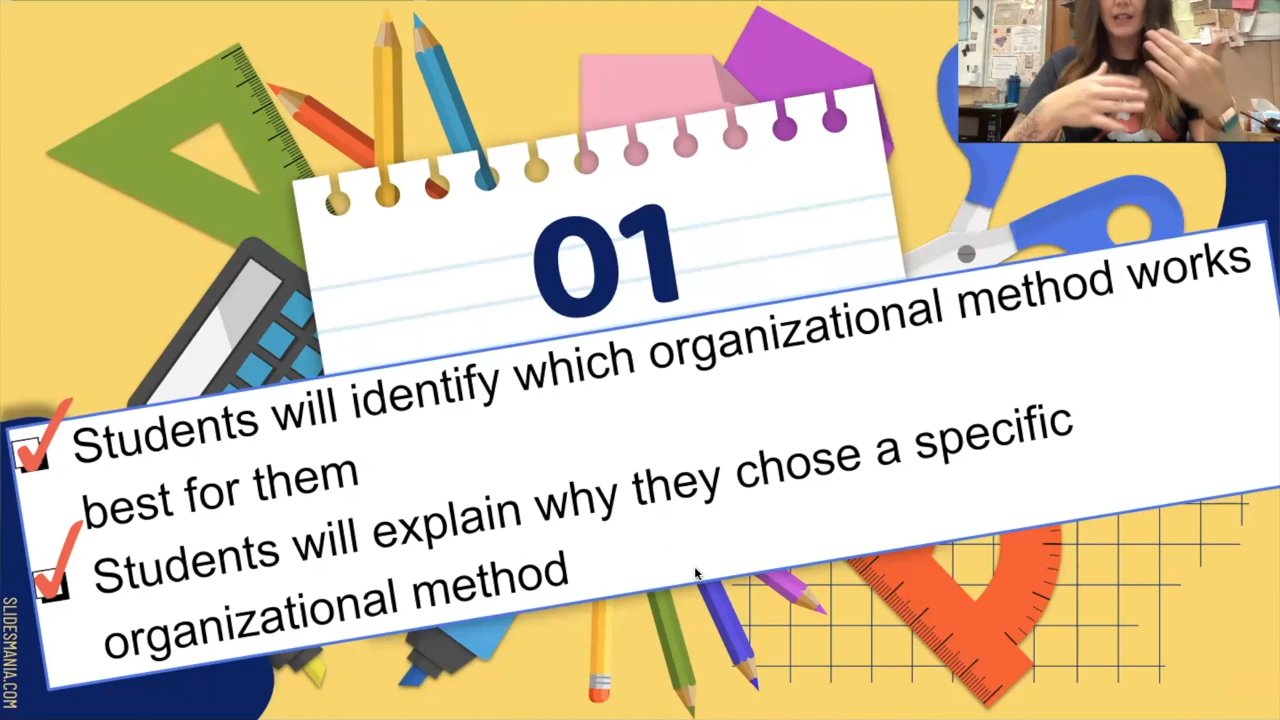 01
Students will identify which organizational method works
best for them
Students will explain why they chose a specific
organizational method
SLIDESMANIA.COM